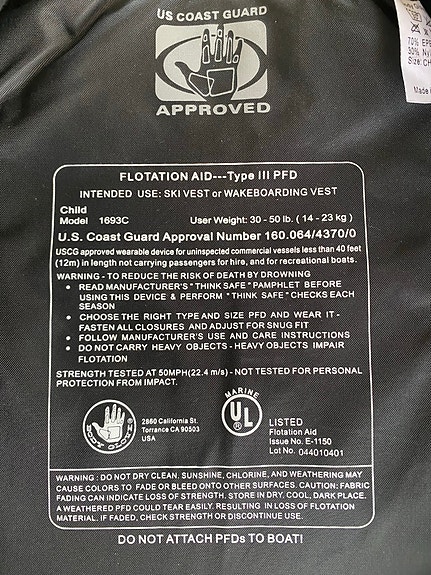 US COAST GUARD
APPROVED
70% EPE
30% Nyl
Size: CH
Made
FLOTATION AID---Type III PFD
INTENDED USE: SKI VEST or WAKEBOARDING VEST
Child
Model 1693C User Weight: 30 - 50 lb. ( 14 - 23 kg )
U.S. Coast Guard Approval Number 160.064/4370/0
USCG approved wearable device for uninspected commercial vessels less than 40 feet
(12m) in length not carrying passengers for hire, and for recreational boats.
WARNING - TO REDUCE THE RISK OF DEATH BY DROWNING
• READ MANUFACTURER'S " THINK SAFE " PAMPHLET BEFORE
USING THIS DEVICE & PERFORM " THINK SAFE " CHECKS EACH
SEASON
• CHOOSE THE RIGHT TYPE AND SIZE PFD AND WEAR IT -
FASTEN ALL CLOSURES AND ADJUST FOR SNUG FIT
• FOLLOW MANUFACTURER'S USE AND CARE INSTRUCTIONS
• DO NOT CARRY HEAVY OBJECTS - HEAVY OBJECTS IMPAIR
FLOTATION
STRENGTH TESTED AT 50MPH(22.4 m/s) - NOT TESTED FOR PERSONAL
PROTECTION FROM IMPACT.
BODY GLOVE
2860 California St.
Torrance CA 90503
USA
MARINE
UL
LISTED
Flotation Aid
Issue No. E-1150
Lot No. 044010401
WARNING : DO NOT DRY CLEAN. SUNSHINE, CHLORINE, AND WEATHERING MAY
CAUSE COLORS TO FADE OR BLEED ONTO OTHER SURFACES. CAUTION: FABRIC
FADING CAN INDICATE LOSS OF STRENGTH. STORE IN DRY, COOL, DARK PLACE.
A WEATHERED PFD COULD TEAR EASILY. RESULTING IN LOSS OF FLOTATION
MATERIAL. IF FADED, CHECK STRENGTH OR DISCONTINUE USE.
DO NOT ATTACH PFDs TO BOAT!